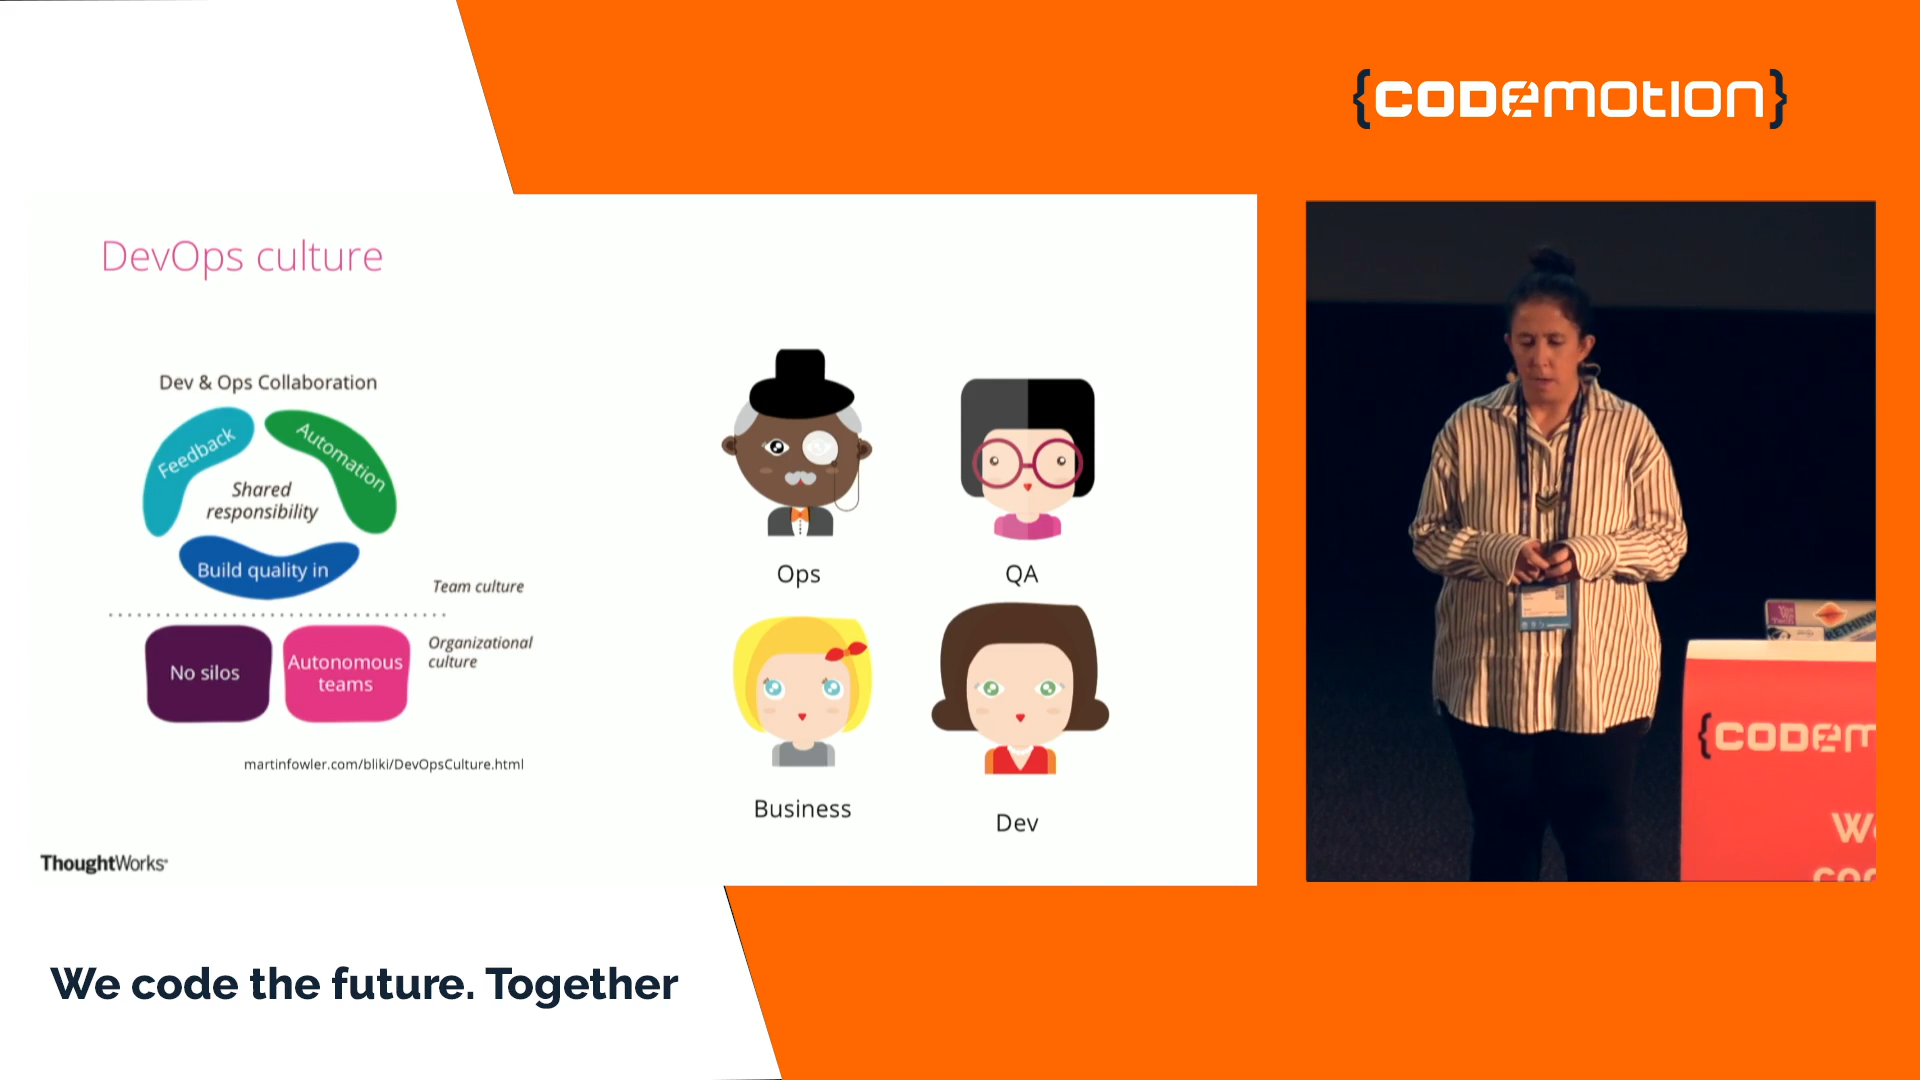 {CODEMOTION}
DevOps culture
Dev & Ops Collaboration
Feedback
Automation
Shared
responsibility
Build quality in
Team culture
No silos
Autonomous
teams
Organizational
culture
martinfowler.com/bliki/DevOpsCulture.html
ThoughtWorks
Ops
QA
Business
Dev
{CODEM
We
We code the future. Together